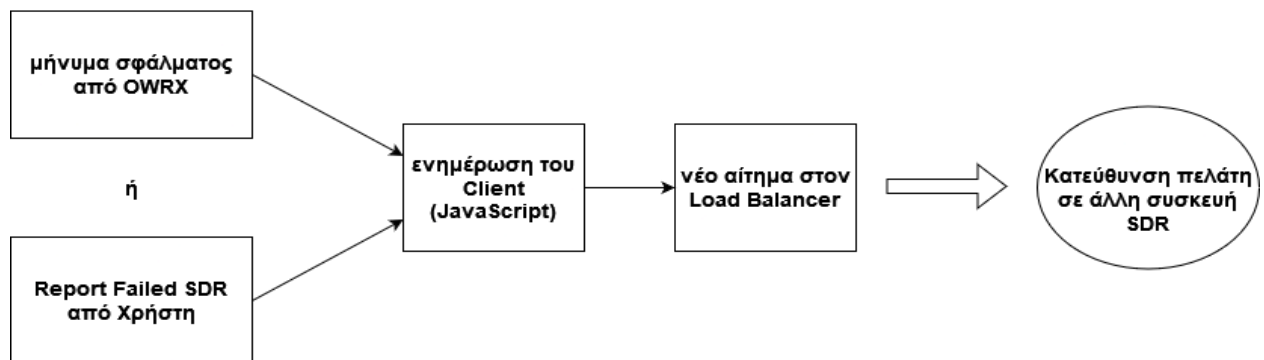 μήνυμα σφάλματος
από OWRX
ή
Report Failed SDR
από Χρήστη
ενημέρωση του
Client
(JavaScript)
νέο αίτημα στον
Load Balancer
Κατεύθυνση πελάτη
σε άλλη συσκευή
SDR